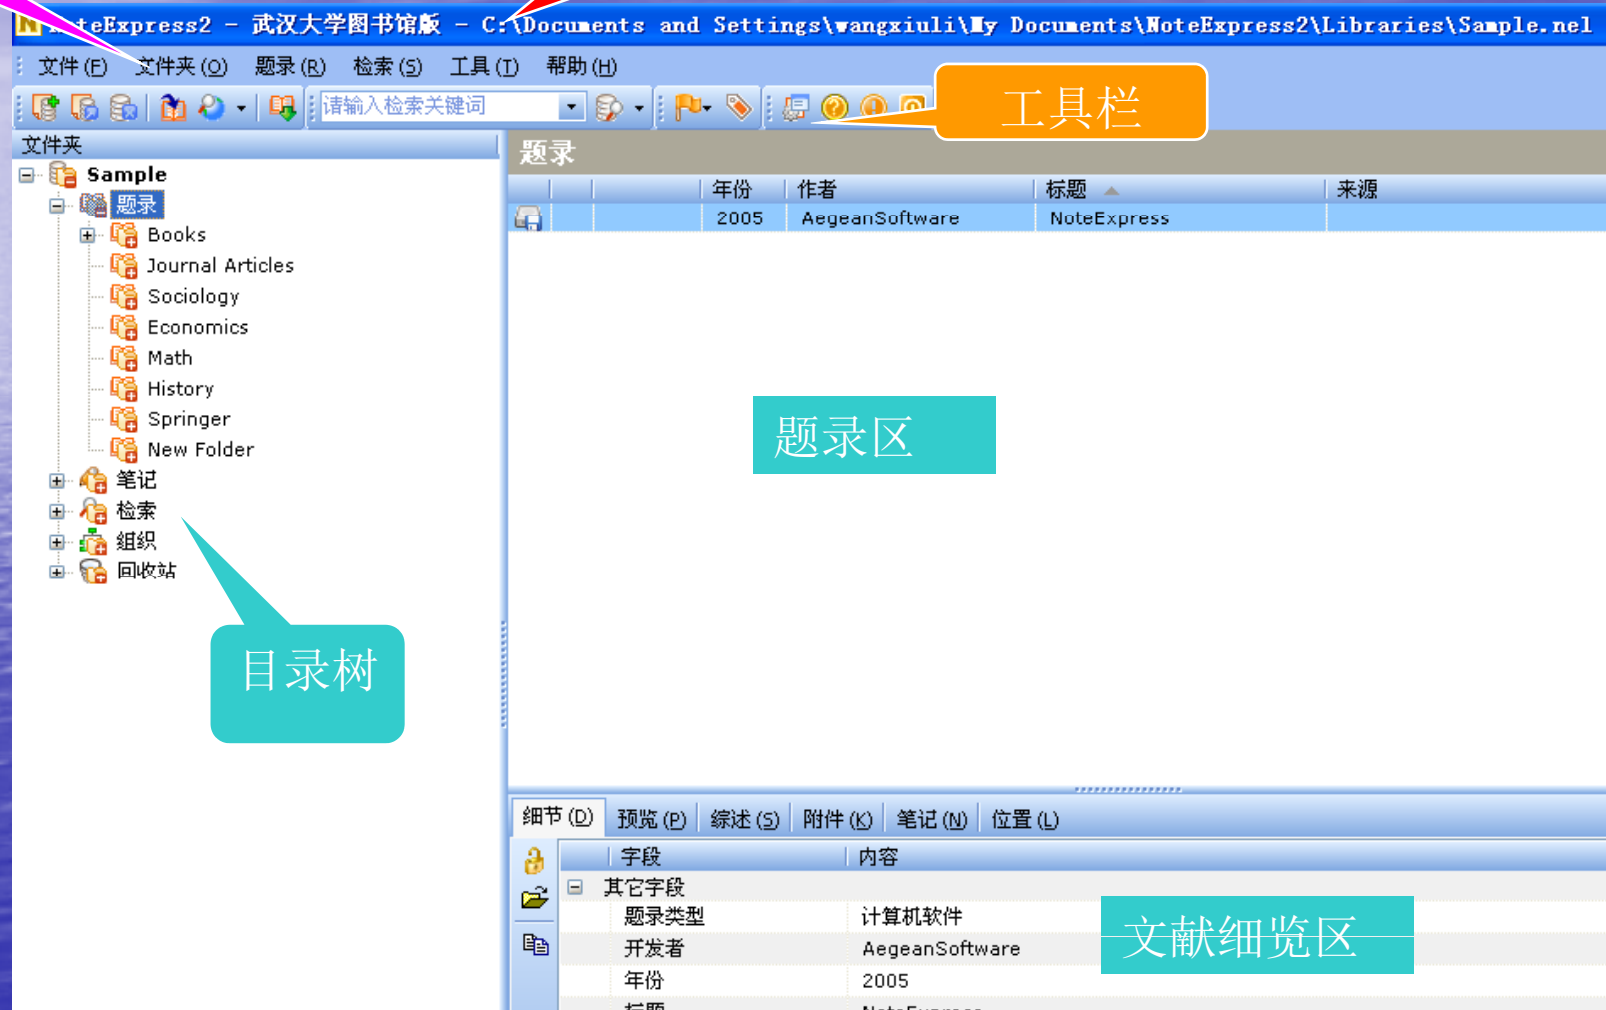 NoteExpress2 - 武汉大学图书馆版 - C:\Documents and Settings\wangxiuli\My Documents\NoteExpress2\Libraries\Sample.nel
文件(F) 文件夹(O) 题录(R) 检索(S) 工具(T) 帮助(H)
请输入检索关键词
工具栏
文件夹
Sample
题录
Books
Journal Articles
Sociology
Economics
Math
History
Springer
New Folder
笔记
检索
组织
回收站
目录树
题录
年份 作者 标题 来源
2005 AegeanSoftware NoteExpress
题录区
细节(D) 预览(P) 综述(S) 附件(K) 笔记(N) 位置(L)
字段 内容
其它字段
题录类型 计算机软件
开发者 AegeanSoftware
年份 2005
标题 NoteExpress
文献细览区